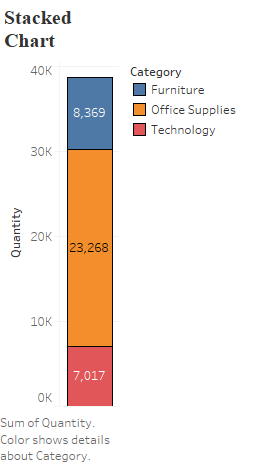 Stacked
Chart
Category
Furniture
Office Supplies
Technology
40K
30K
20K
10K
0K
Quantity
8,369
23,268
7,017
Sum of Quantity.
Color shows details
about Category.